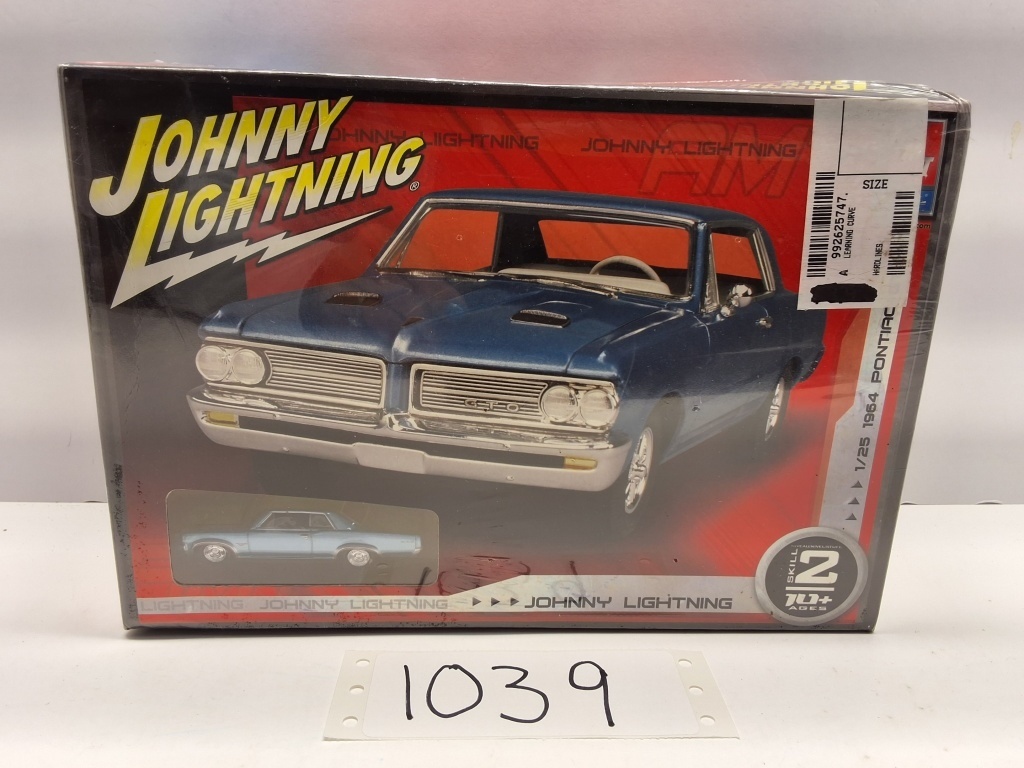 JOHNNY
LIGHTNING®
JOHNNY LIGHTNING
JOHNNY LIGHTNING
SIZE
992625747.
LEARNING CURVE
A
HARDLINES
GTO
1/25 1964 PONTIAC
SKILL
2
10+
AGES
LIGHTNING JOHNNY LIGHTNING
JOHNNY LIGHTNING
1039